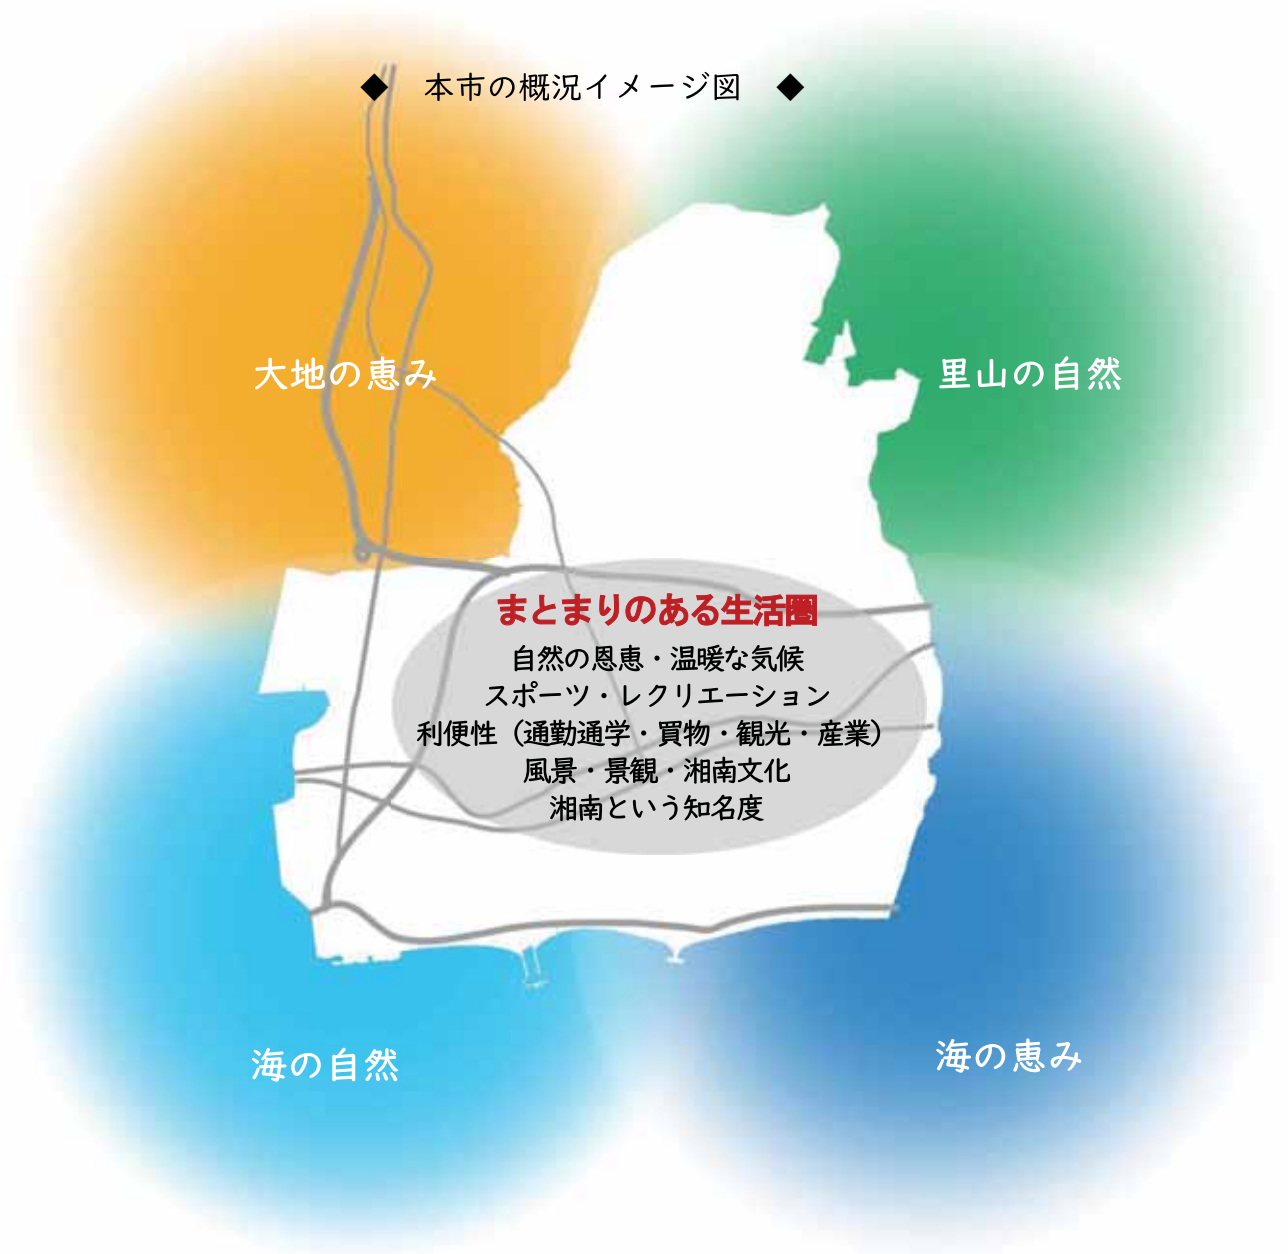 ◆　本市の概況イメージ図　◆
大地の恵み
里山の自然
まとまりのある生活圏
自然の恩恵・温暖な気候
スポーツ・レクリエーション
利便性（通勤通学・買物・観光・産業）
風景・景観・湘南文化
湘南という知名度
海の自然
海の恵み